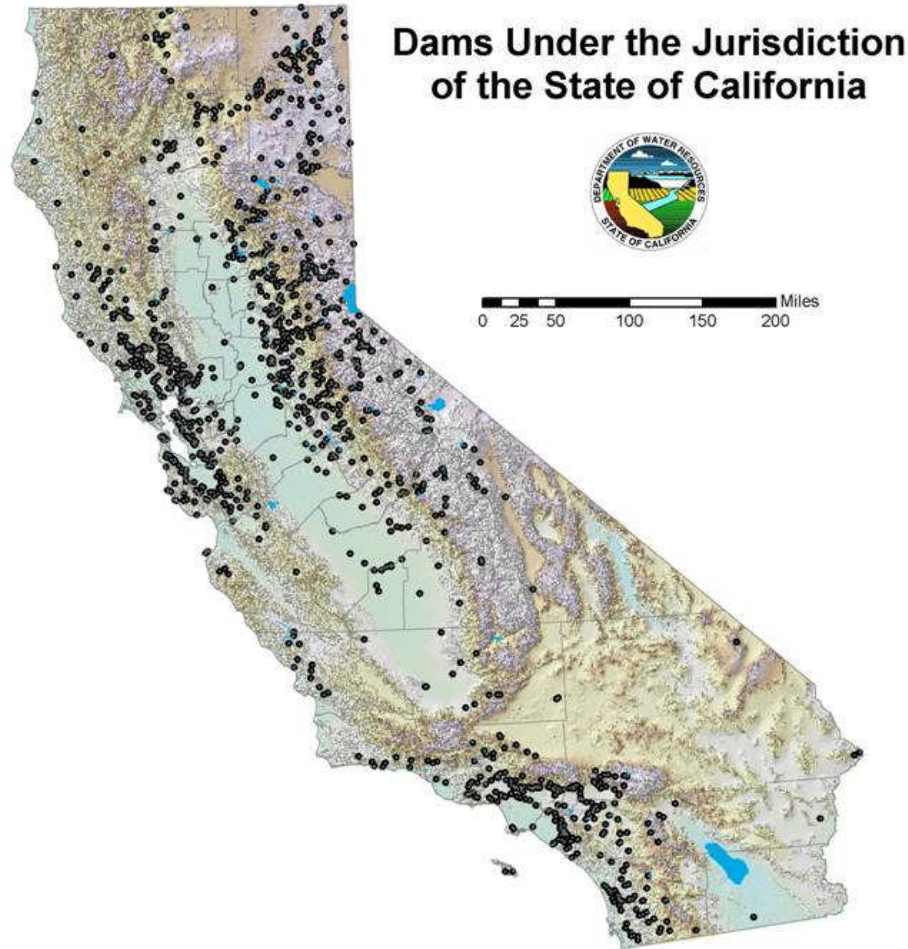 Dams Under the Jurisdiction
of the State of California
DEPARTMENT OF WATER RESOURCES
STATE OF CALIFORNIA
Miles
0 25 50 100 150 200